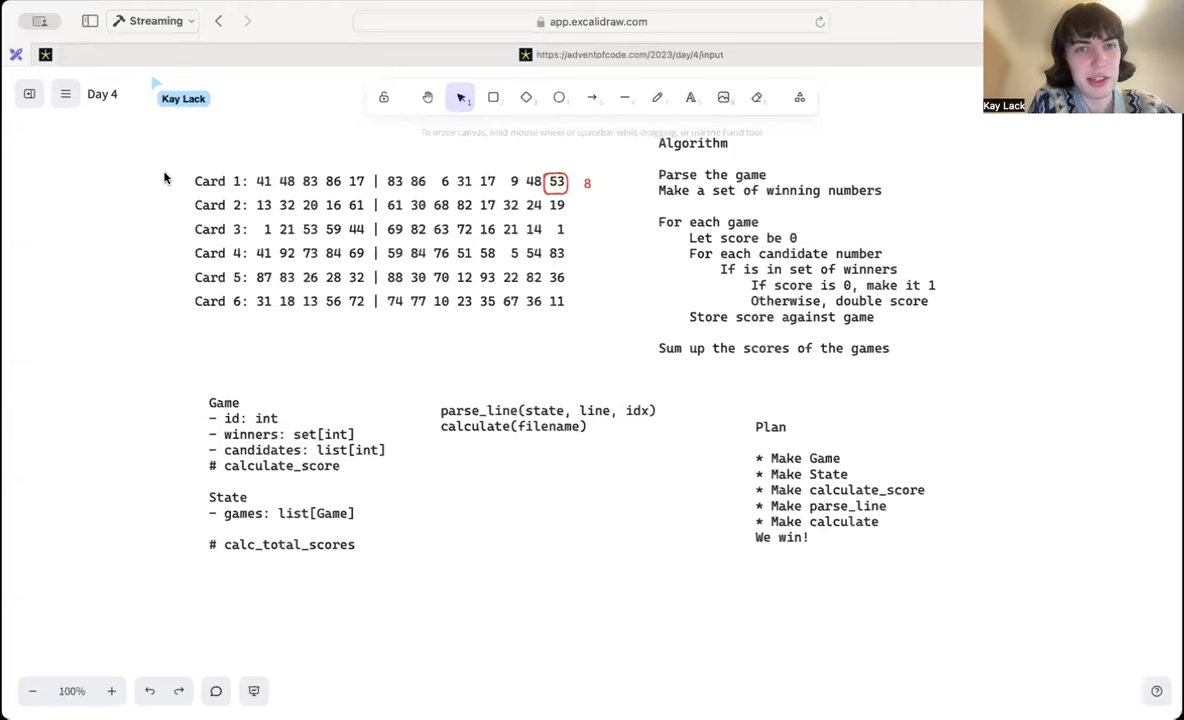 Streaming
app.excalidraw.com
https://adventofcode.com/2023/day/4/input
Day 4
Kay Lack
1
2
3
4
5
6
7
8
9
0
To move canvas, hold mouse wheel or spacebar while dragging, or use the hand tool
Kay Lack
Card 1: 41 48 83 86 17 | 83 86  6 31 17  9 48 53
8
Card 2: 13 32 20 16 61 | 61 30 68 82 17 32 24 19
Card 3:  1 21 53 59 44 | 69 82 63 72 16 21 14  1
Card 4: 41 92 73 84 69 | 59 84 76 51 58  5 54 83
Card 5: 87 83 26 28 32 | 88 30 70 12 93 22 82 36
Card 6: 31 18 13 56 72 | 74 77 10 23 35 67 36 11
Algorithm
Parse the game
Make a set of winning numbers
For each game
Let score be 0
For each candidate number
If is in set of winners
If score is 0, make it 1
Otherwise, double score
Store score against game
Sum up the scores of the games
Game
- id: int
- winners: set[int]
- candidates: list[int]
# calculate_score
State
- games: list[Game]
# calc_total_scores
parse_line(state, line, idx)
calculate(filename)
Plan
* Make Game
* Make State
* Make calculate_score
* Make parse_line
* Make calculate
We win!
100%